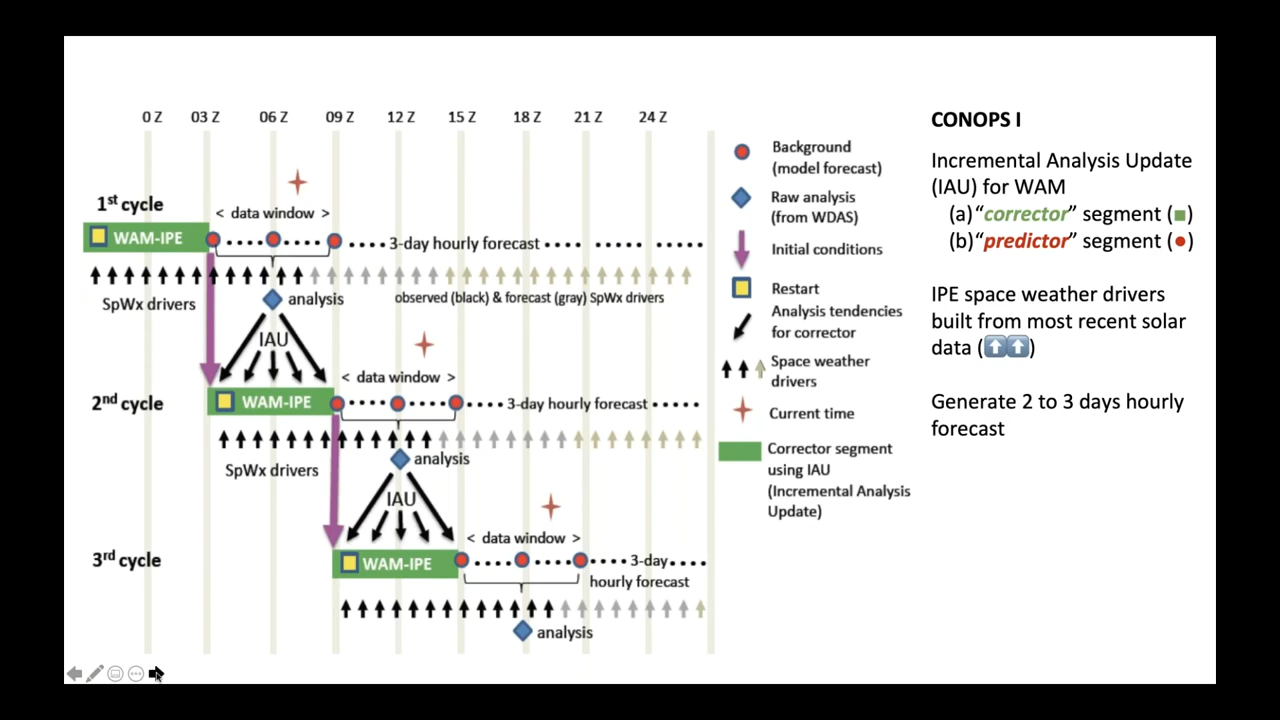 0 Z 03 Z 06 Z 09 Z 12 Z 15 Z 18 Z 21 Z 24 Z
1st cycle
< data window >
WAM-IPE
3-day hourly forecast
SpWx drivers
analysis
observed (black) & forecast (gray) SpWx drivers
IAU
2nd cycle
< data window >
WAM-IPE
3-day hourly forecast
SpWx drivers
analysis
IAU
3rd cycle
< data window >
WAM-IPE
3-day
hourly forecast
analysis
Background
(model forecast)
Raw analysis
(from WDAS)
Initial conditions
Restart
Analysis tendencies
for corrector
Space weather
drivers
Current time
Corrector segment
using IAU
(Incremental Analysis
Update)
CONOPS I
Incremental Analysis Update
(IAU) for WAM
(a) “corrector” segment (■)
(b) “predictor” segment (●)
IPE space weather drivers
built from most recent solar
data (⬆⬆)
Generate 2 to 3 days hourly
forecast